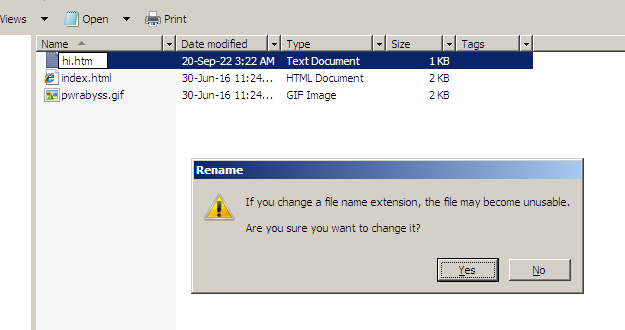 Views Open Print
Name Date modified Type Size Tags
hi.htm 20-Sep-22 3:22 AM Text Document 1 KB
index.html 30-Jun-16 11:24... HTML Document 2 KB
pwrabyss.gif 30-Jun-16 11:24... GIF Image 2 KB
Rename
If you change a file name extension, the file may become unusable.
Are you sure you want to change it?
Yes No